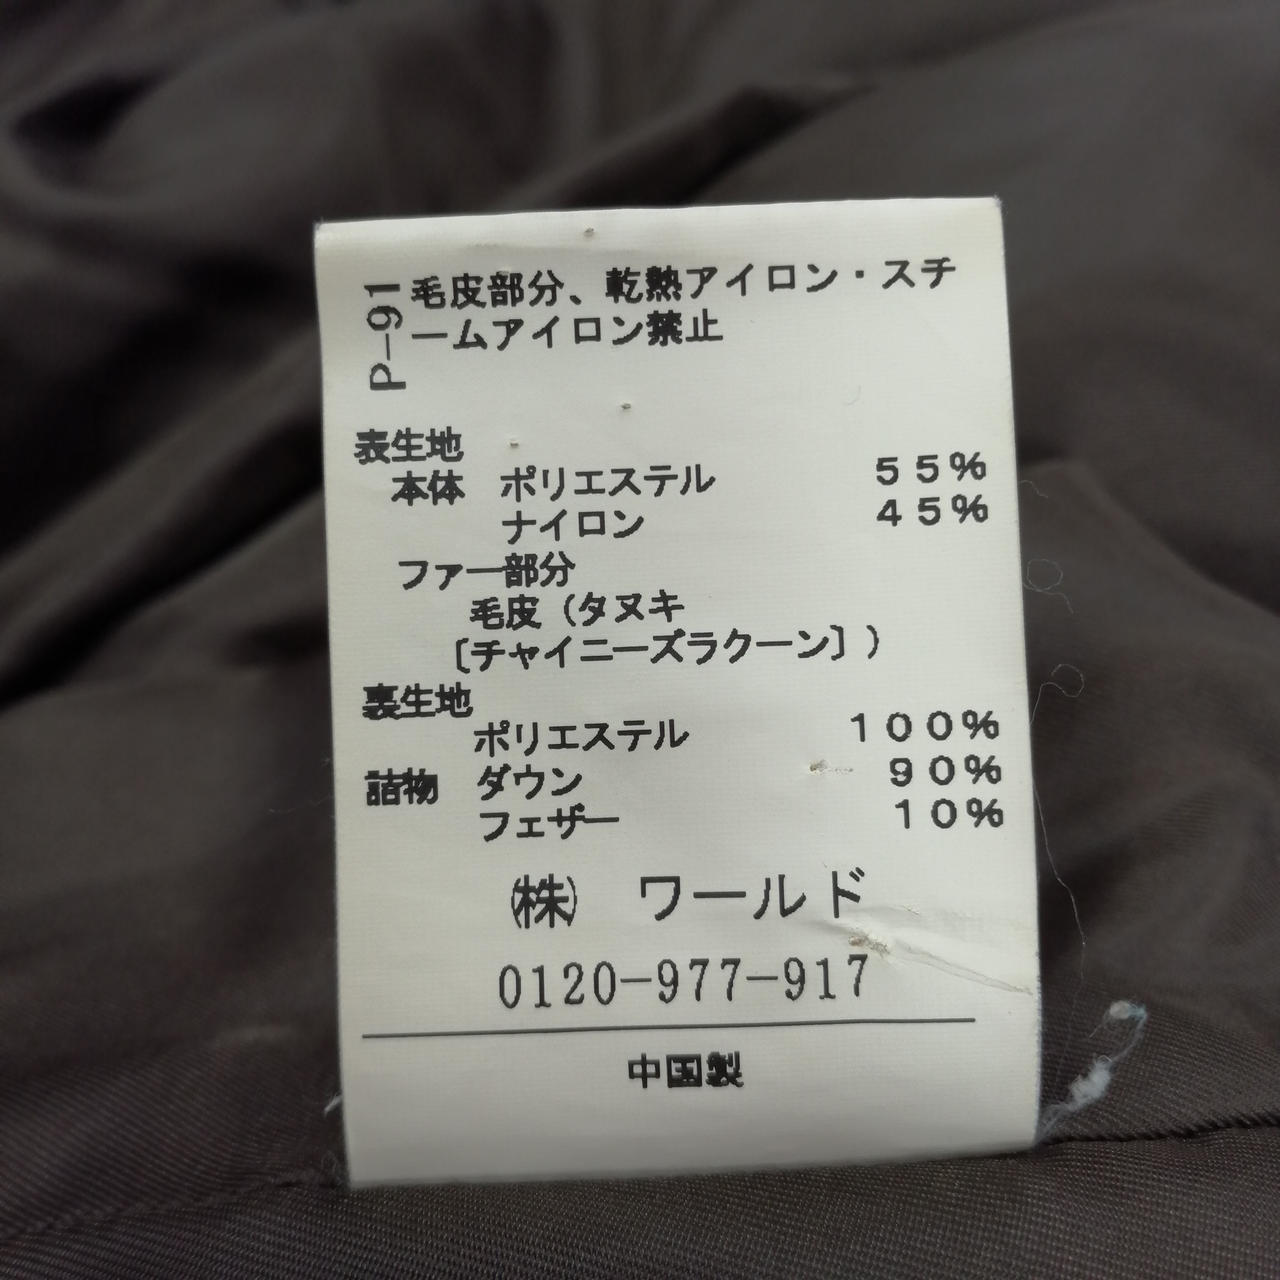 P-91
毛皮部分、乾熱アイロン・スチ
ームアイロン禁止
表生地
本体 ポリエステル 55%
ナイロン 45%
ファー部分
毛皮（タヌキ
［チャイニーズラクーン］）
裏生地
ポリエステル 100%
詰物 ダウン 90%
フェザー 10%
㈱ ワールド
0120-977-917
中国製